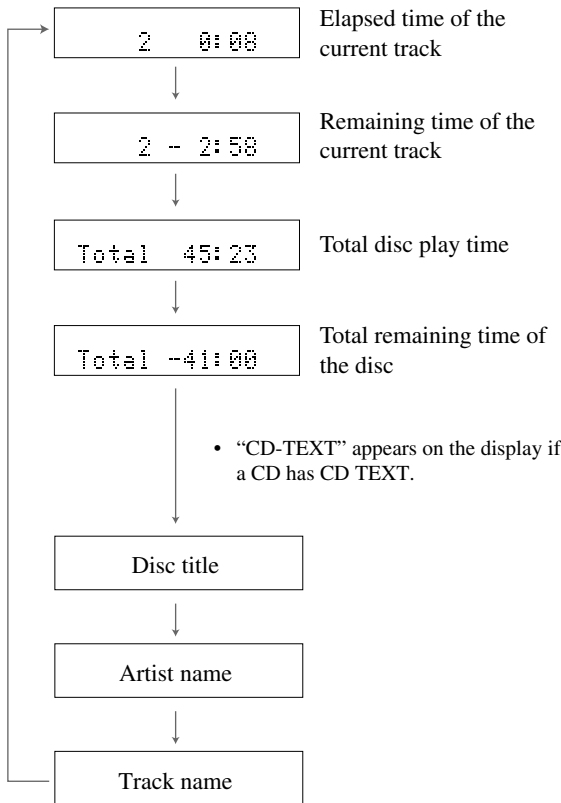 2 0:08
Elapsed time of the
current track
2 - 2:58
Remaining time of the
current track
Total 45:23
Total disc play time
Total -41:00
Total remaining time of
the disc
• “CD-TEXT” appears on the display if
a CD has CD TEXT.
Disc title
Artist name
Track name